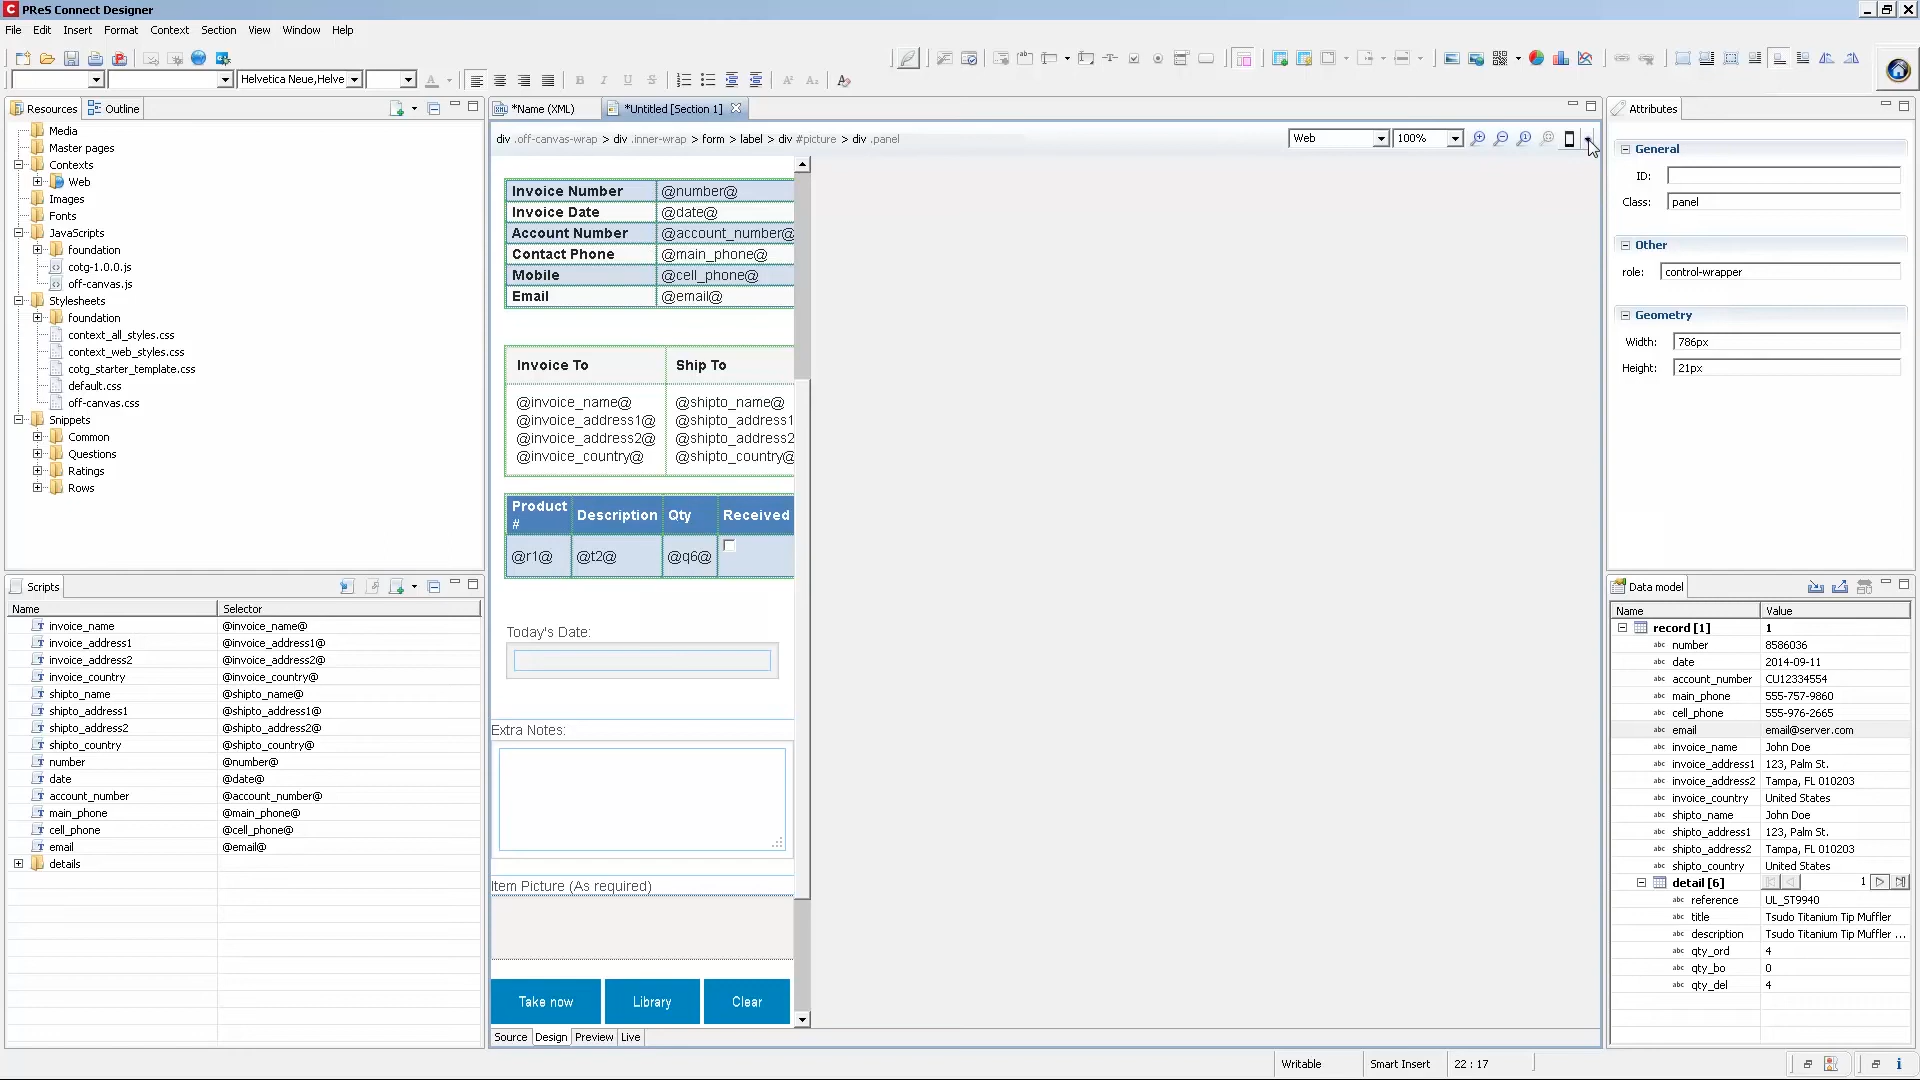 PReS Connect Designer
File Edit Insert Format Context Section View Window Help
Helvetica Neue,Helve
Resources Outline
Media
Master pages
Contexts
Web
Images
Fonts
JavaScripts
foundation
cotg-1.0.0.js
off-canvas.js
Stylesheets
foundation
context_all_styles.css
context_web_styles.css
cotg_starter_template.css
default.css
off-canvas.css
Snippets
Common
Questions
Ratings
Rows
Scripts
Name Selector
invoice_name @invoice_name@
invoice_address1 @invoice_address1@
invoice_address2 @invoice_address2@
invoice_country @invoice_country@
shipto_name @shipto_name@
shipto_address1 @shipto_address1@
shipto_address2 @shipto_address2@
shipto_country @shipto_country@
number @number@
date @date@
account_number @account_number@
main_phone @main_phone@
cell_phone @cell_phone@
email @email@
details
*Name (XML) *Untitled [Section 1]
div .off-canvas-wrap > div .inner-wrap > form > label > div #picture > div .panel
Web 100%
Invoice Number @number@
Invoice Date @date@
Account Number @account_number@
Contact Phone @main_phone@
Mobile @cell_phone@
Email @email@
Invoice To Ship To
@invoice_name@ @shipto_name@
@invoice_address1@ @shipto_address1
@invoice_address2@ @shipto_address2
@invoice_country@ @shipto_country@
Product # Description Qty Received
@r1@ @t2@ @q6@
Today's Date:
Extra Notes:
Item Picture (As required)
Take now Library Clear
Source Design Preview Live
Attributes
General
ID:
Class: panel
Other
role: control-wrapper
Geometry
Width: 786px
Height: 21px
Data model
Name Value
record [1] 1
number 8586036
date 2014-09-11
account_number CU12334554
main_phone 555-757-9860
cell_phone 555-976-2665
email email@server.com
invoice_name John Doe
invoice_address1 123, Palm St.
invoice_address2 Tampa, FL 010203
invoice_country United States
shipto_name John Doe
shipto_address1 123, Palm St.
shipto_address2 Tampa, FL 010203
shipto_country United States
detail [6] 1
reference UL_ST9940
title Tsudo Titanium Tip Muffler
description Tsudo Titanium Tip Muffler ...
qty_ord 4
qty_bo 0
qty_del 4
Writable Smart Insert 22 : 17